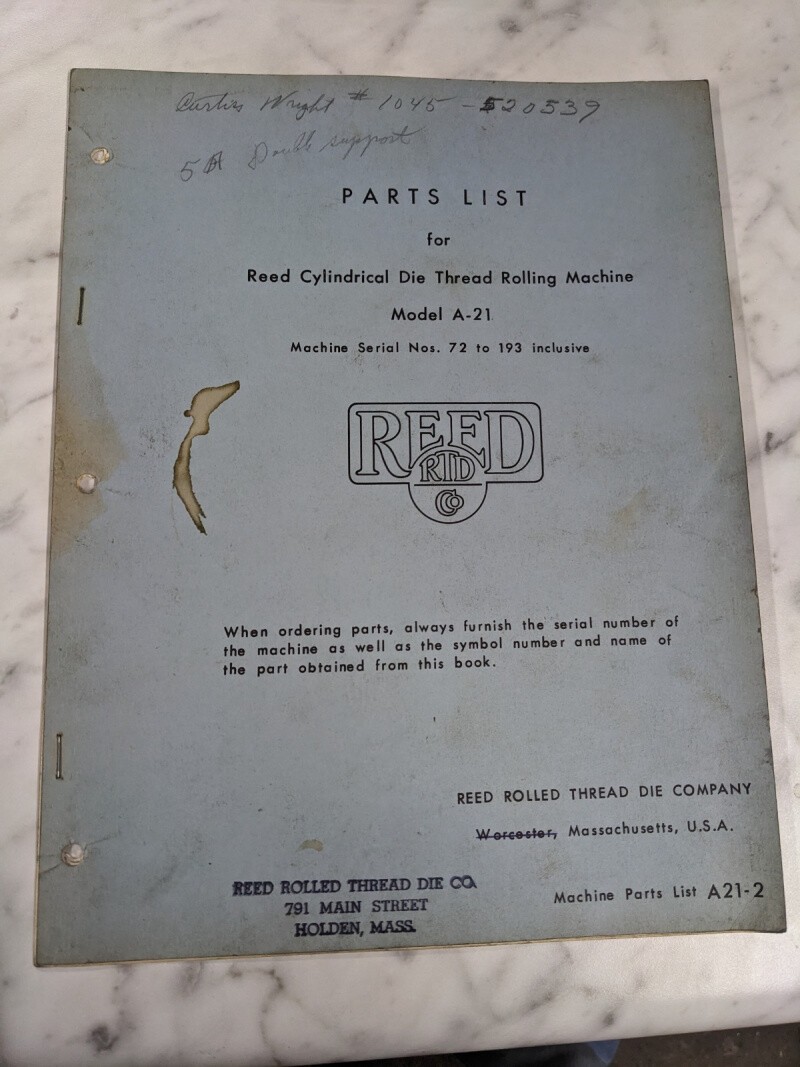 Curtiss Wright # 1045 - 520539
5A Double support
PARTS LIST
for
Reed Cylindrical Die Thread Rolling Machine
Model A-21
Machine Serial Nos. 72 to 193 inclusive
REED
RTD
CO
When ordering parts, always furnish the serial number of
the machine as well as the symbol number and name of
the part obtained from this book.
REED ROLLED THREAD DIE COMPANY
Worcester, Massachusetts, U.S.A.
REED ROLLED THREAD DIE CO.
791 MAIN STREET
HOLDEN, MASS.
Machine Parts List A21-2